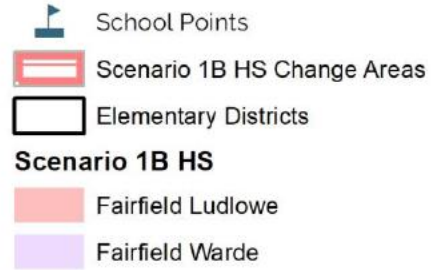 School Points
Scenario 1B HS Change Areas
Elementary Districts
Scenario 1B HS
Fairfield Ludlowe
Fairfield Warde